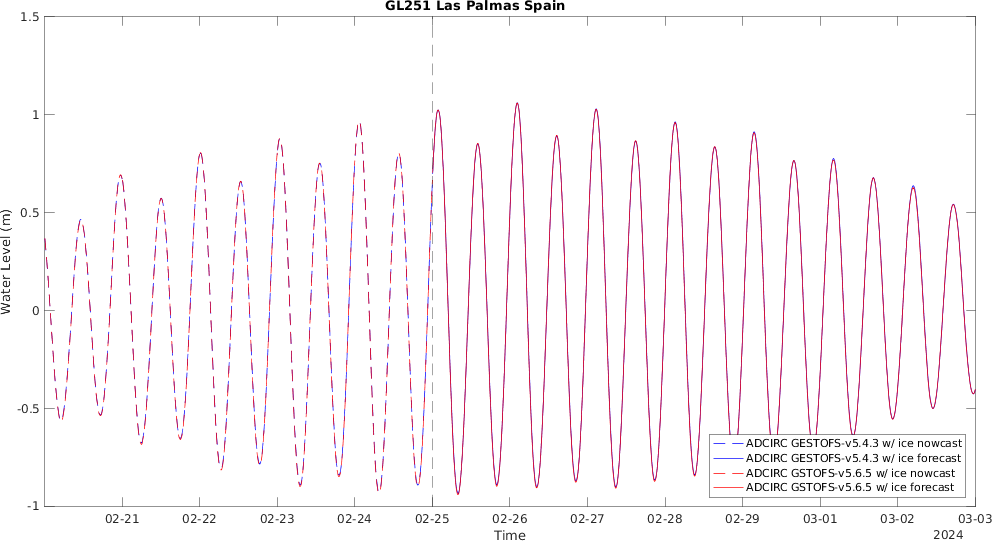 GL251 Las Palmas Spain
1.5
1
0.5
0
-0.5
-1
Water Level (m)
ADCIRC GESTOFS-v5.4.3 w/ ice nowcast
ADCIRC GESTOFS-v5.4.3 w/ ice forecast
ADCIRC GSTOFS-v5.6.5 w/ ice nowcast
ADCIRC GSTOFS-v5.6.5 w/ ice forecast
02-21 02-22 02-23 02-24 02-25 02-26 02-27 02-28 02-29 03-01 03-02 03-03
Time
2024